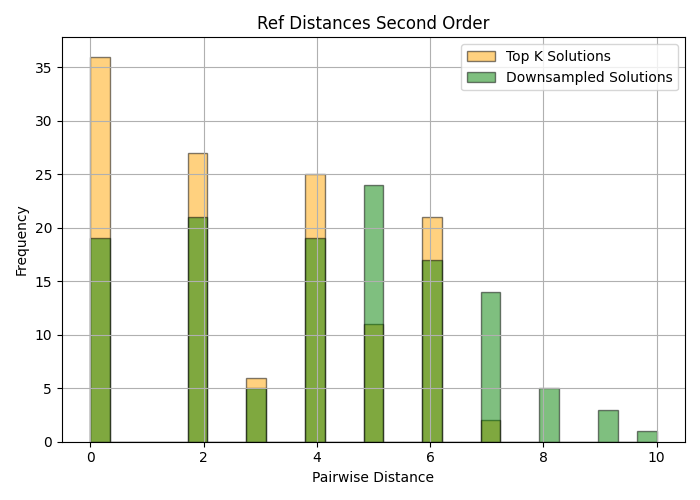 Ref Distances Second Order
Top K Solutions
Downsampled Solutions
Frequency
35
30
25
20
15
10
5
0
0 2 4 6 8 10
Pairwise Distance